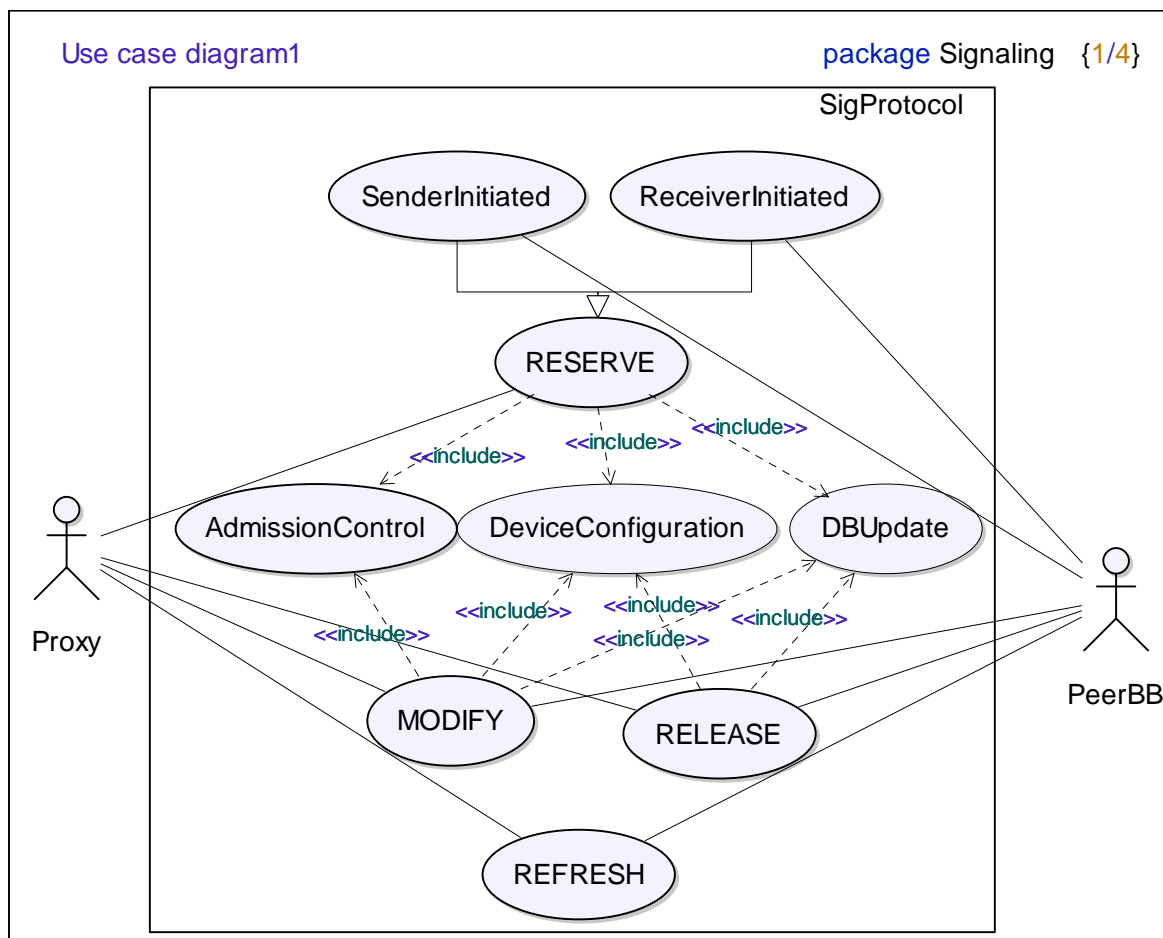 Use case diagram1
package Signaling {1/4}
SigProtocol
SenderInitiated
ReceiverInitiated
RESERVE
<<include>>
<<include>>
<<include>>
AdmissionControl
DeviceConfiguration
DBUpdate
<<include>>
<<include>>
<<include>>
<<include>>
<<include>>
Proxy
PeerBB
MODIFY
RELEASE
REFRESH